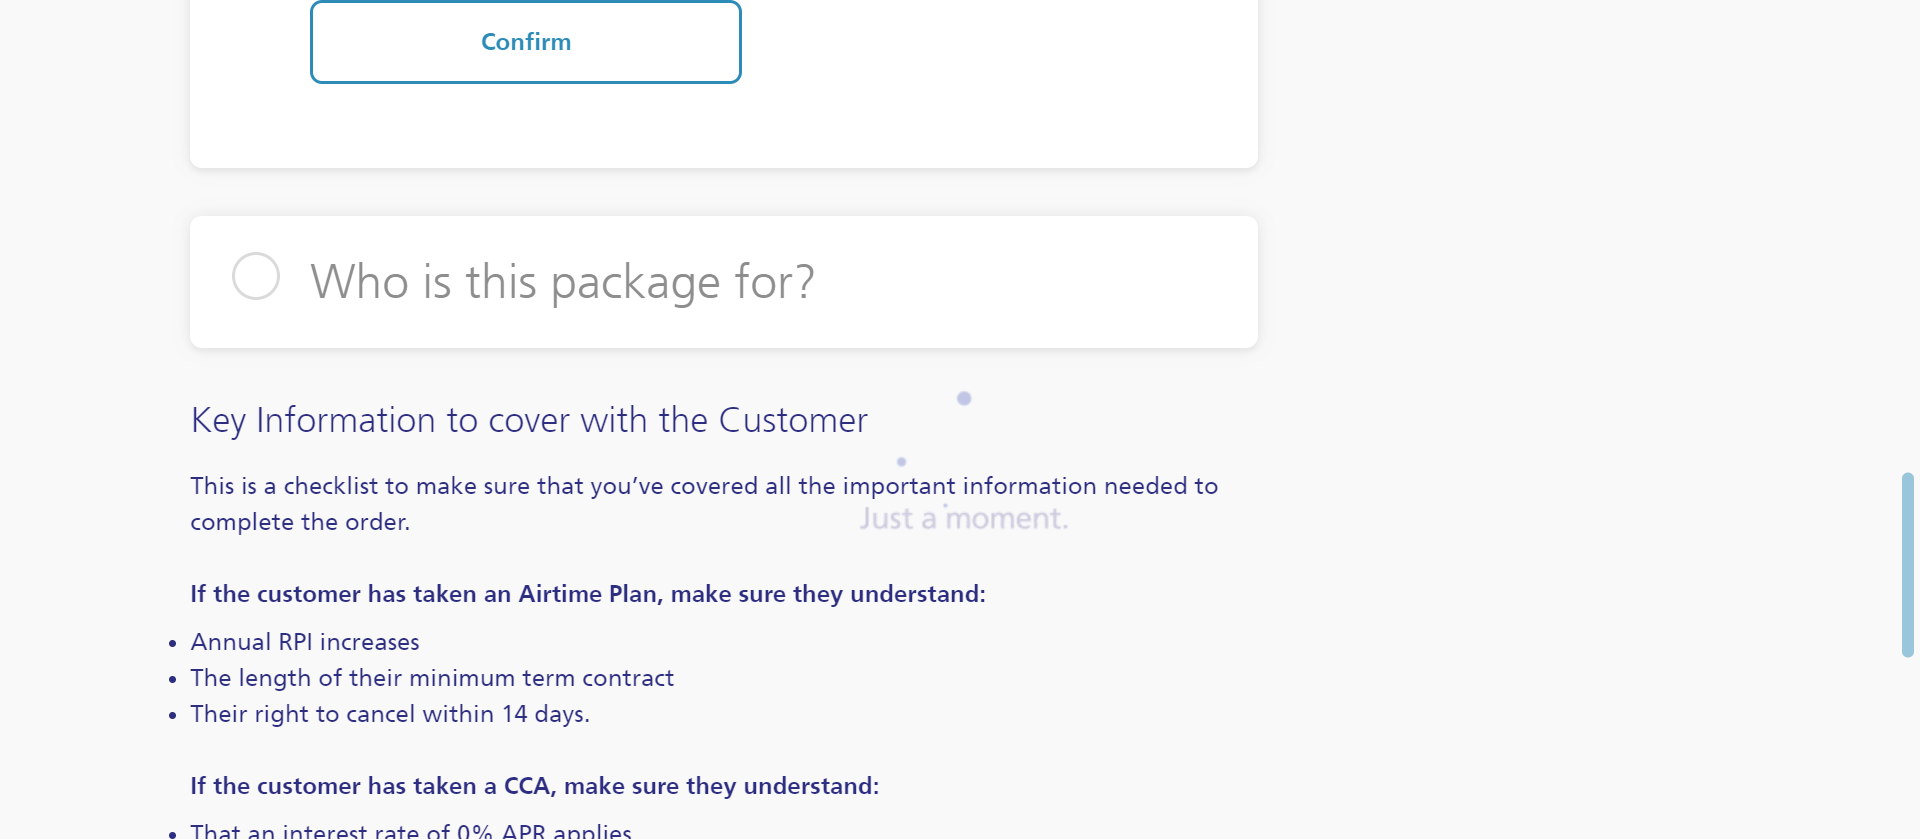 Confirm
Who is this package for?
Key Information to cover with the Customer
This is a checklist to make sure that you’ve covered all the important information needed to
complete the order.
Just a moment.
If the customer has taken an Airtime Plan, make sure they understand:
• Annual RPI increases
• The length of their minimum term contract
• Their right to cancel within 14 days.
If the customer has taken a CCA, make sure they understand:
• That an interest rate of 0% APR applies